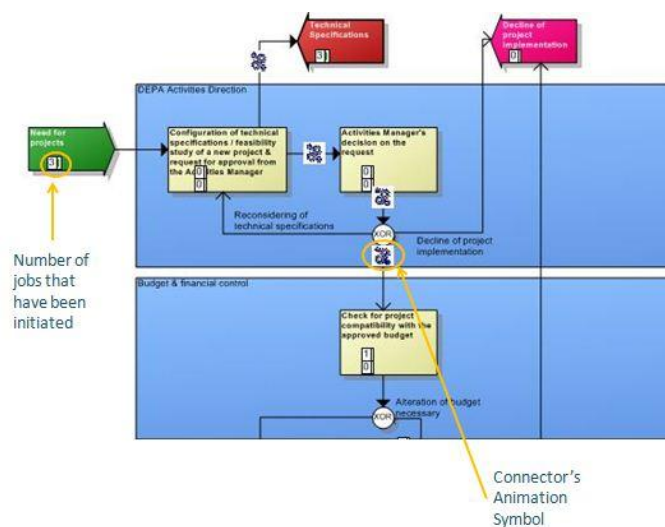 Technical
Specifications
3
Decline of
project
implementation
0
DEPA Activities Direction
Need for
projects
3
Configuration of technical
specifications / feasibility
study of a new project &
request for approval from
the Activities Manager
0
0
Activities Manager's
decision on the
request
0
0
Reconsidering of
technical specifications
XOR
Decline of project
implementation
Number of
jobs that
have been
initiated
Budget & financial control
Check for project
compatibility with the
approved budget
1
0
Alteration of budget
necessary
XOR
Connector's
Animation
Symbol